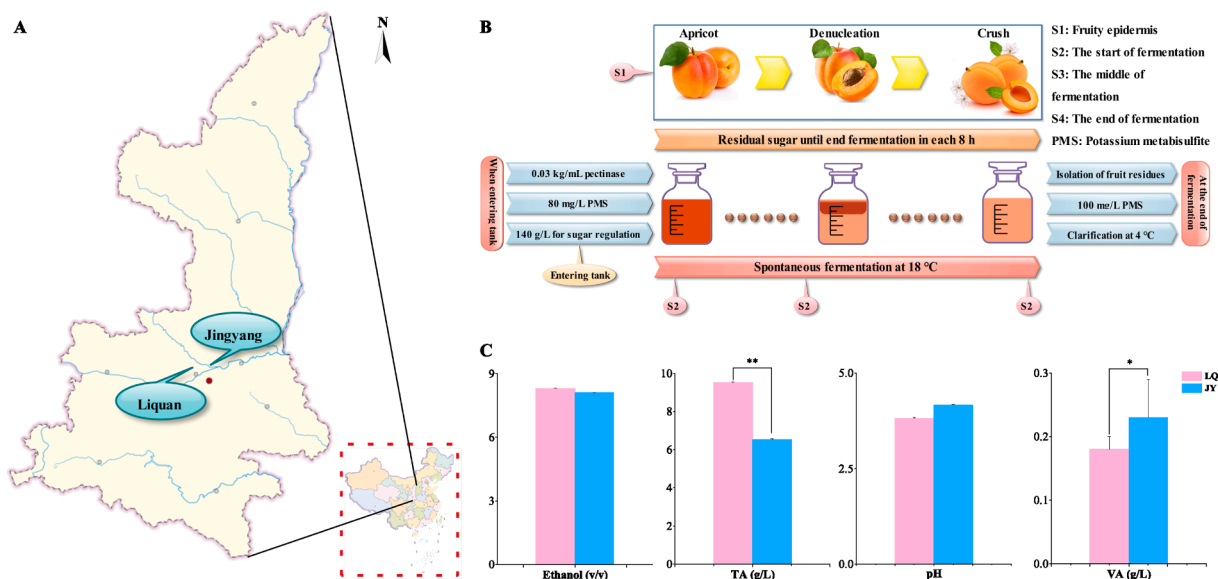 A
N
Jingyang
Liquan
B
Apricot
Denucleation
Crush
S1
S1: Fruity epidermis
S2: The start of fermentation
S3: The middle of
fermentation
S4: The end of fermentation
PMS: Potassium metabisulfite
Residual sugar until end fermentation in each 8 h
When entering
tank
0.03 kg/mL pectinase
80 mg/L PMS
140 g/L for sugar regulation
Entering tank
Isolation of fruit residues
100 mg/L PMS
Clarification at 4 °C
At the end of
fermentation
Spontaneous fermentation at 18 °C
S2
S2
S2
C
9
6
3
0
Ethanol (v/v)
10
8
6
4
2
0
**
TA (g/L)
5.0
2.5
0.0
pH
0.3
0.2
0.1
0.0
*
VA (g/L)
LQ
JY